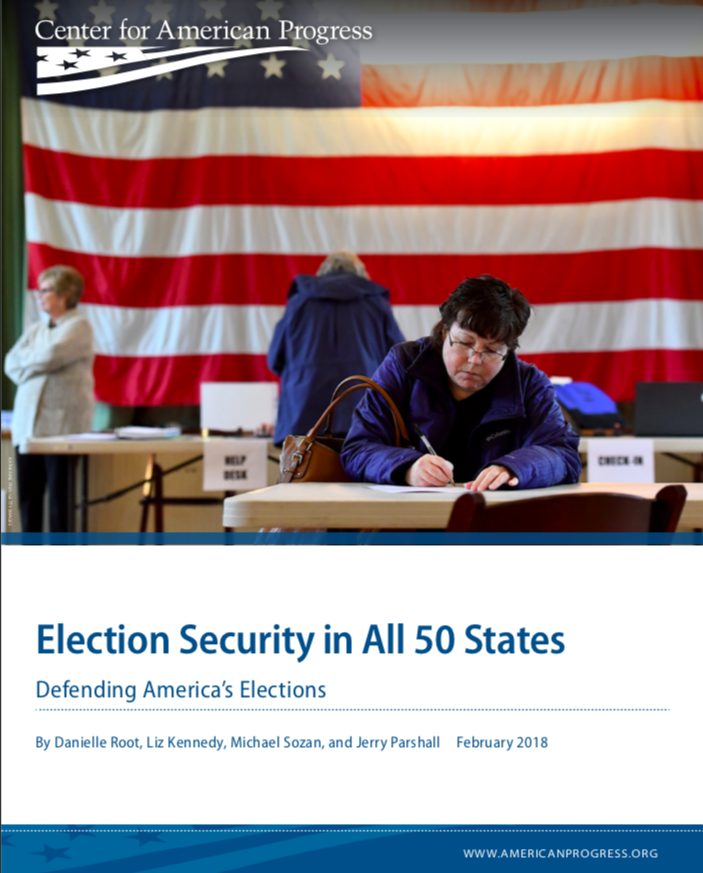 Center for American Progress
HELP
DESK
CHECK-IN
Election Security in All 50 States
Defending America’s Elections
By Danielle Root, Liz Kennedy, Michael Sozan, and Jerry Parshall February 2018
WWW.AMERICANPROGRESS.ORG